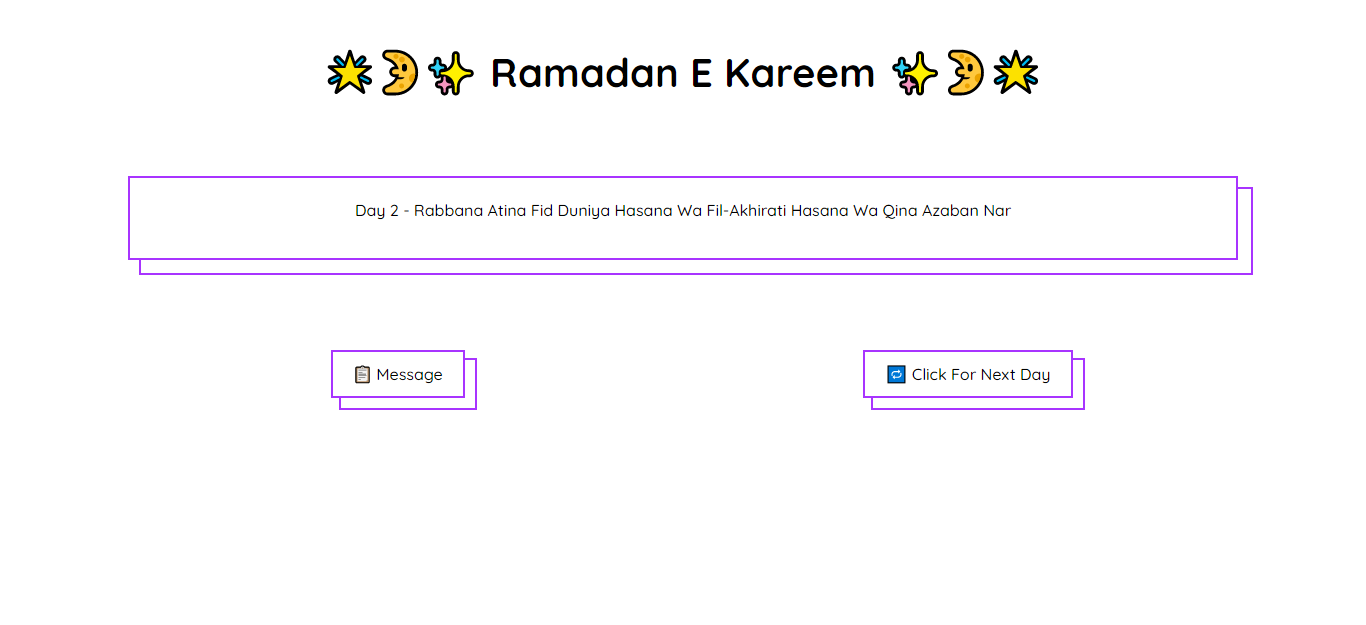 Ramadan E Kareem
Day 2 - Rabbana Atina Fid Duniya Hasana Wa Fil-Akhirati Hasana Wa Qina Azaban Nar
Message
Click For Next Day